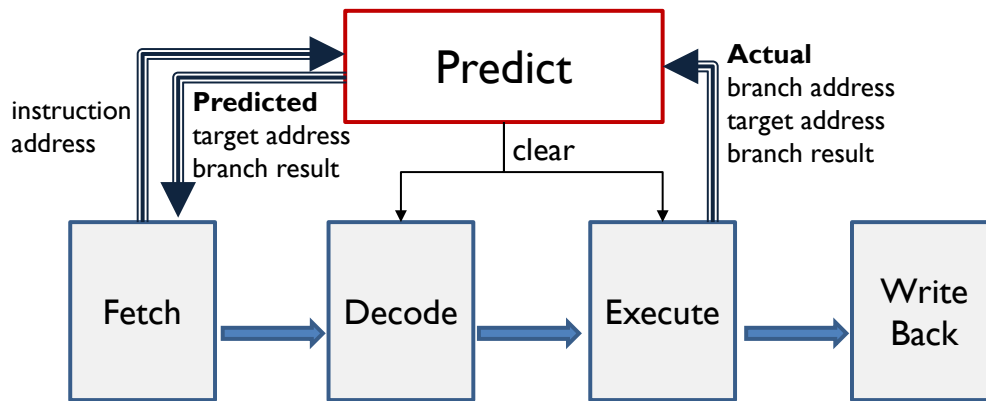 Predict
instruction
address
Predicted
target address
branch result
clear
Actual
branch address
target address
branch result
Fetch
Decode
Execute
Write
Back